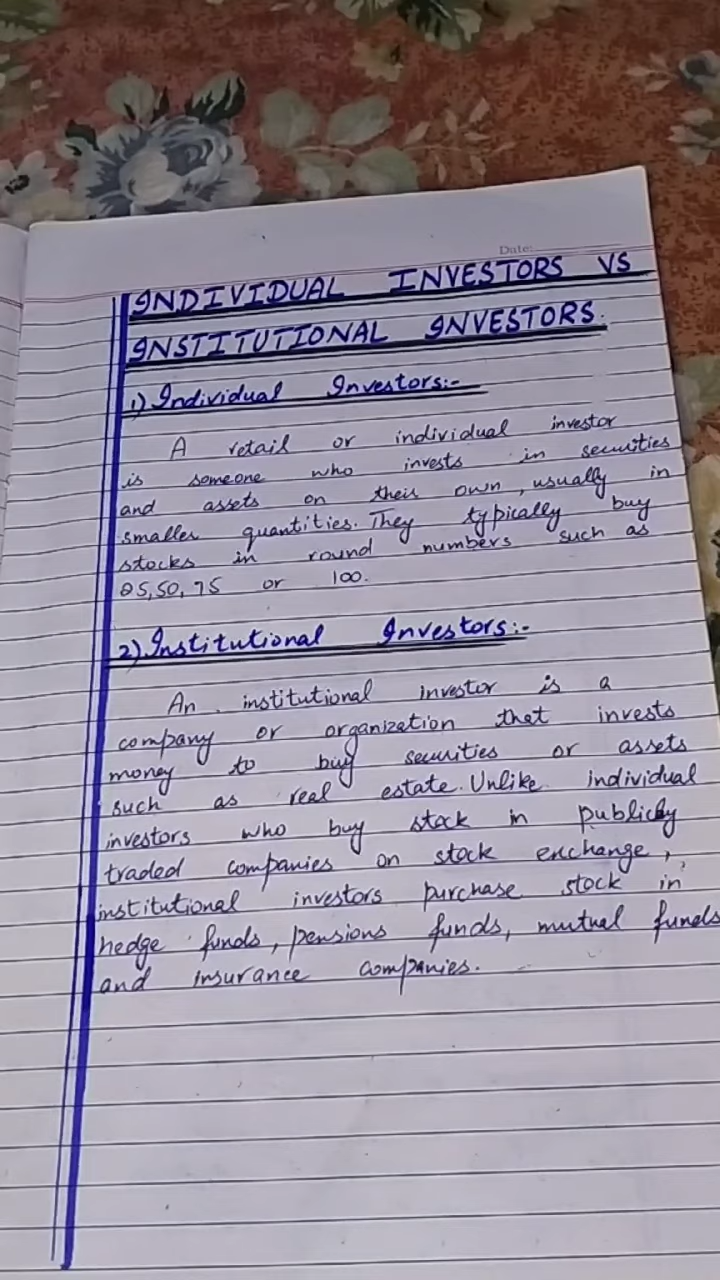 Date:
INDIVIDUAL INVESTORS VS
INSTITUTIONAL INVESTORS.
1) Individual Investors:-
A retail or individual investor
is someone who invests in securities
and assets on their own, usually in
smaller quantities. They typically buy
stocks in round numbers such as
25, 50, 75 or 100.
2) Institutional Investors:-
An institutional investor is a
company or organization that invests
money to buy securities or assets
such as real estate. Unlike individual
investors who buy stock in publicly
traded companies on stock exchange,
institutional investors purchase stock in
hedge funds, pensions funds, mutual funds
and insurance companies.